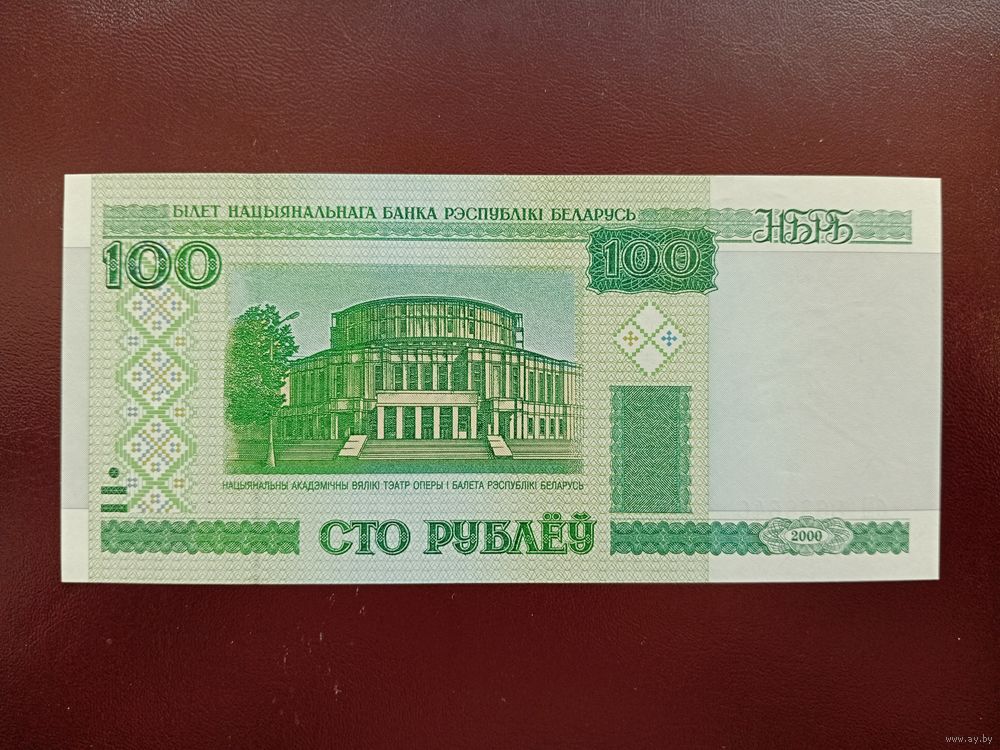 БІЛЕТ НАЦЫЯНАЛЬНАГА БАНКА РЭСПУБЛІКІ БЕЛАРУСЬ
НБРБ
100
100
НАЦЫЯНАЛЬНЫ АКАДЭМІЧНЫ ВЯЛІКІ ТЭАТР ОПЕРЫ І БАЛЕТА РЭСПУБЛІКІ БЕЛАРУСЬ
СТО РУБЛЁЎ
2000
www.ay.by